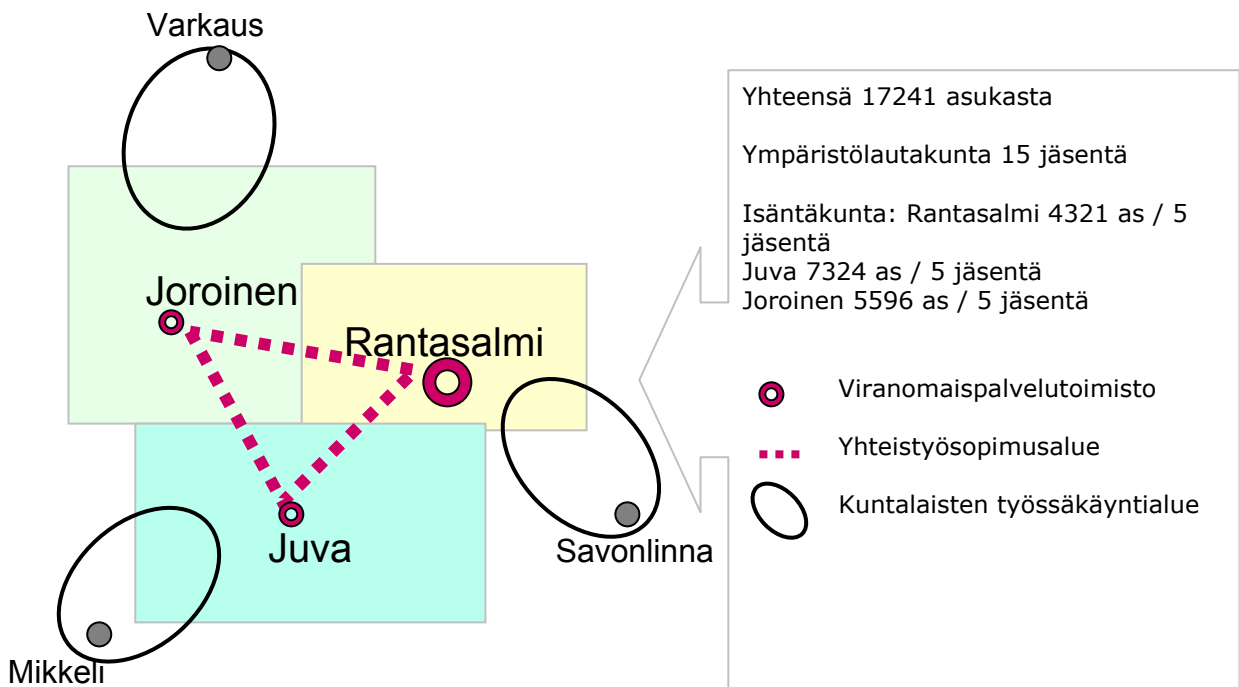 Varkaus
Joroinen
Rantasalmi
Juva
Savonlinna
Mikkeli
Yhteensä 17241 asukasta
Ympäristölautakunta 15 jäsentä
Isäntäkunta: Rantasalmi 4321 as / 5
jäsentä
Juva 7324 as / 5 jäsentä
Joroinen 5596 as / 5 jäsentä
Viranomaispalvelutoimisto
Yhteistyösopimusalue
Kuntalaisten työssäkäyntialue